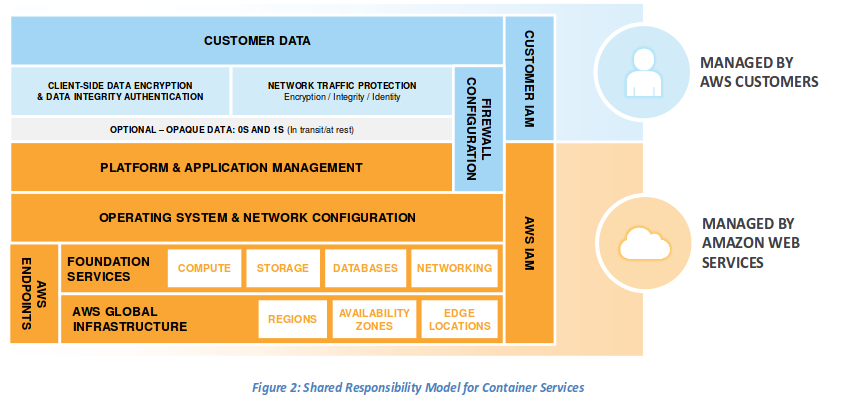 CUSTOMER DATA
CUSTOMER IAM
MANAGED BY
AWS CUSTOMERS
CLIENT-SIDE DATA ENCRYPTION
& DATA INTEGRITY AUTHENTICATION
NETWORK TRAFFIC PROTECTION
Encryption / Integrity / Identity
FIREWALL
CONFIGURATION
OPTIONAL – OPAQUE DATA: 0S AND 1S (In transit/at rest)
PLATFORM & APPLICATION MANAGEMENT
OPERATING SYSTEM & NETWORK CONFIGURATION
AWS IAM
MANAGED BY
AMAZON WEB
SERVICES
AWS
ENDPOINTS
FOUNDATION
SERVICES
COMPUTE
STORAGE
DATABASES
NETWORKING
AWS GLOBAL
INFRASTRUCTURE
REGIONS
AVAILABILITY
ZONES
EDGE
LOCATIONS
Figure 2: Shared Responsibility Model for Container Services